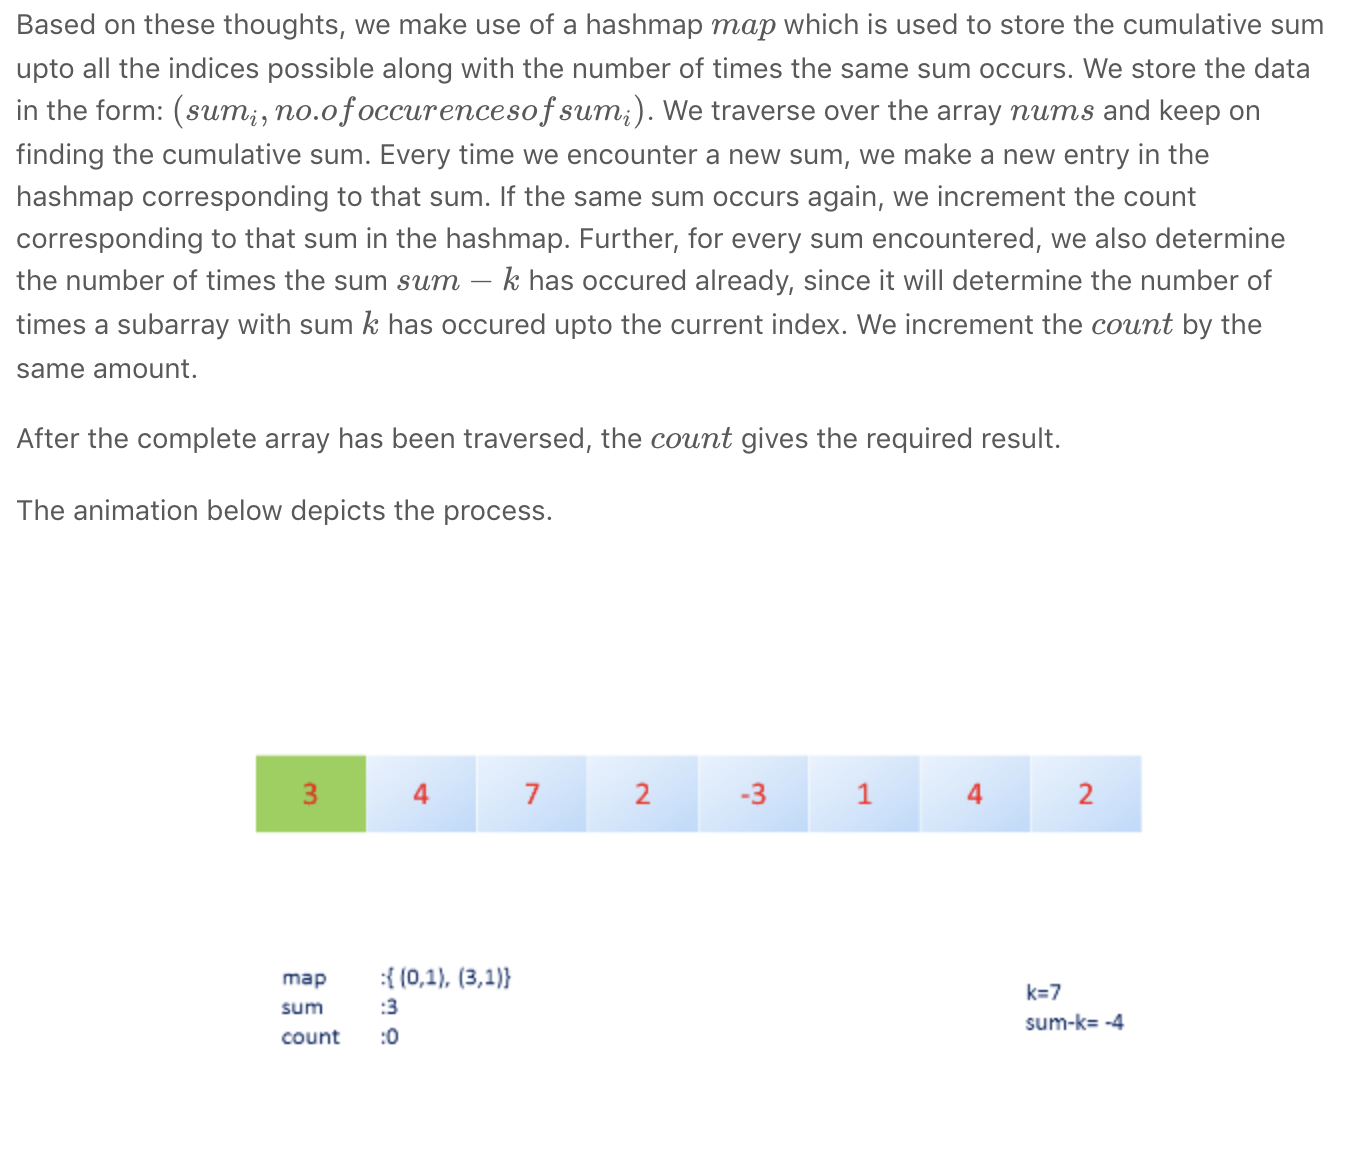 Based on these thoughts, we make use of a hashmap map which is used to store the cumulative sum
upto all the indices possible along with the number of times the same sum occurs. We store the data
in the form: (sumᵢ, no.ofoccurencesofsumᵢ). We traverse over the array nums and keep on
finding the cumulative sum. Every time we encounter a new sum, we make a new entry in the
hashmap corresponding to that sum. If the same sum occurs again, we increment the count
corresponding to that sum in the hashmap. Further, for every sum encountered, we also determine
the number of times the sum sum − k has occured already, since it will determine the number of
times a subarray with sum k has occured upto the current index. We increment the count by the
same amount.
After the complete array has been traversed, the count gives the required result.
The animation below depicts the process.
3 4 7 2 -3 1 4 2
map :{ (0,1), (3,1)}
sum :3
count :0
k=7
sum-k= -4